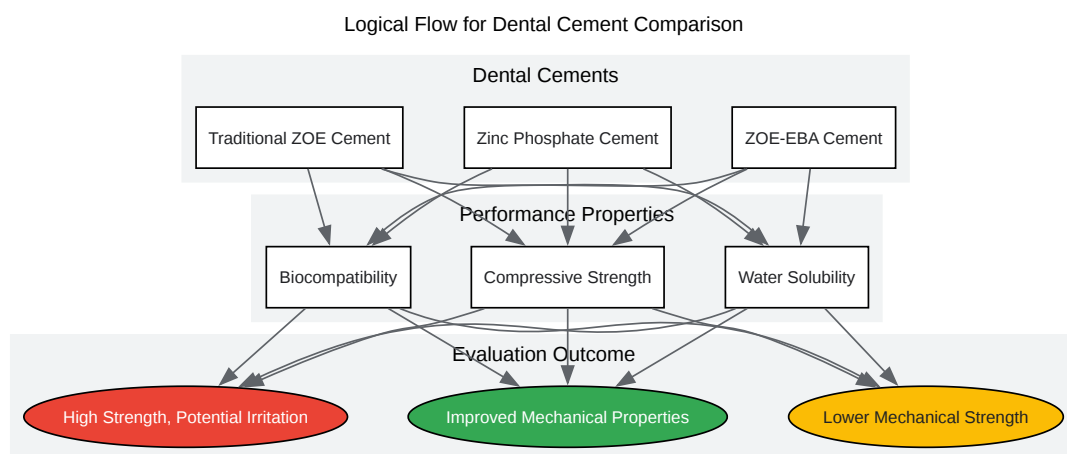 Logical Flow for Dental Cement Comparison
Dental Cements
Traditional ZOE Cement
Zinc Phosphate Cement
ZOE-EBA Cement
Performance Properties
Biocompatibility
Compressive Strength
Water Solubility
Evaluation Outcome
High Strength, Potential Irritation
Improved Mechanical Properties
Lower Mechanical Strength